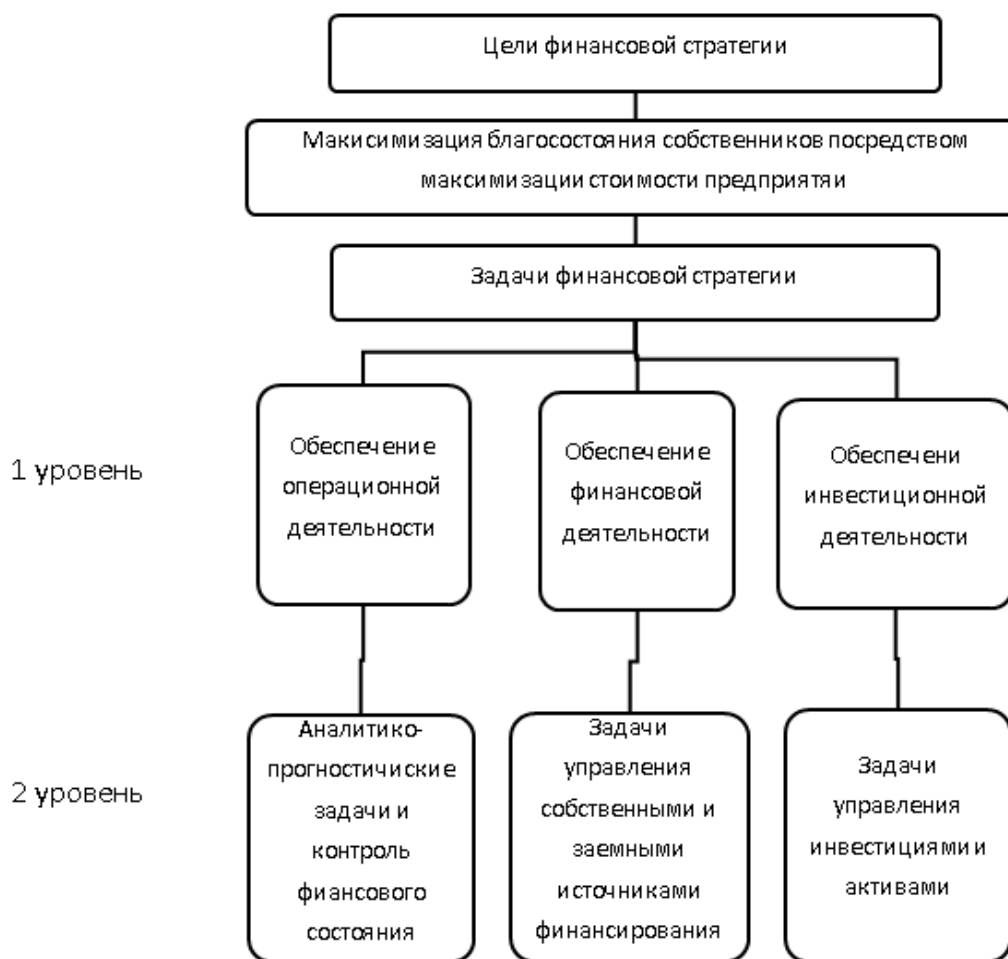 Цели финансовой стратегии
Макисимизация благосостояния собственников посредством
максимизации стоимости предприятяи
Задачи финансовой стратегии
1 уровень
Обеспечение
операционной
деятельности
Обеспечение
финансовой
деятельности
Обеспечени
инвестиционной
деятельности
2 уровень
Аналитико-
прогностичиские
задачи и
контроль
фиансового
состояния
Задачи
управления
собственными и
заемными
источниками
финансирования
Задачи
управления
инвестициями и
активами